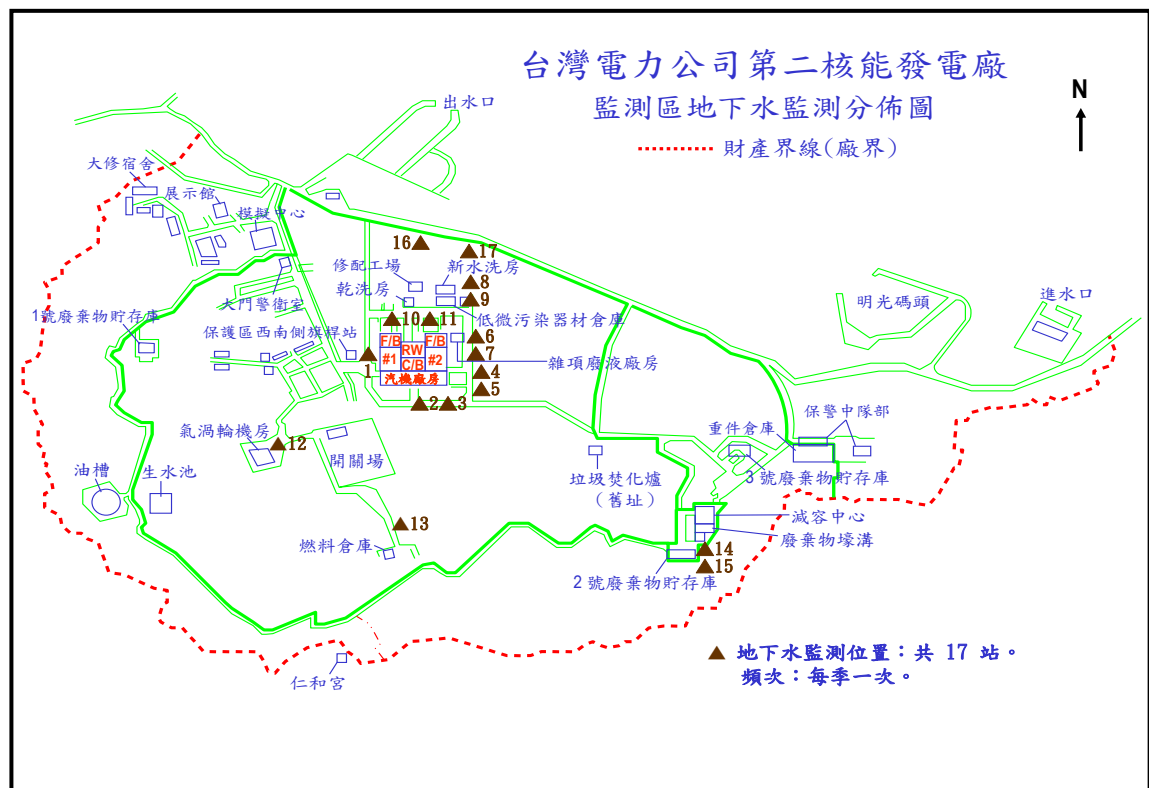 台灣電力公司第二核能發電廠
監測區地下水監測分佈圖
財產界線(廠界)
N
出水口
大修宿舍
展示館
模擬中心
16
17
修配工場
新水洗房
8
大門警衛室
乾洗房
9
明光碼頭
進水口
1號廢棄物貯存庫
保護區西南側旗桿站
10
11
低微污染器材倉庫
F/B
#1
RW
C/B
F/B
#2
汽機廠房
6
7
雜項廢液廠房
1
4
5
2
3
保警中隊部
重件倉庫
氣渦輪機房
12
開關場
油槽
生水池
垃圾焚化爐
(舊址)
3號廢棄物貯存庫
13
減容中心
廢棄物壕溝
燃料倉庫
14
15
2號廢棄物貯存庫
仁和宮
地下水監測位置：共 17 站。
頻次：每季一次。